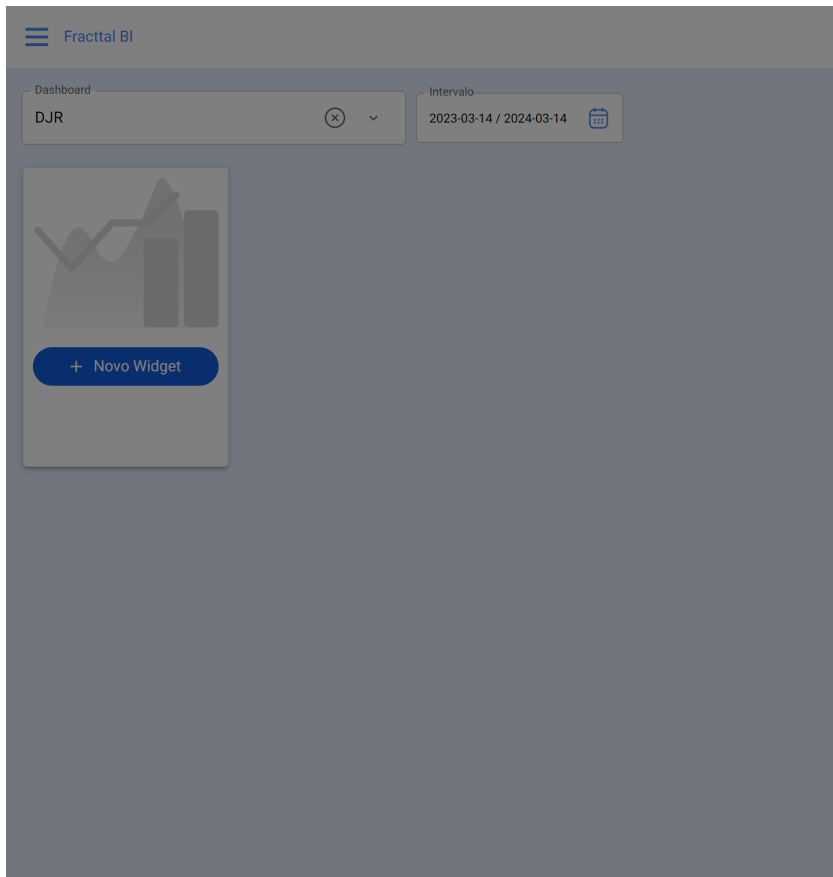 Fracttal BI
Dashboard
DJR
Intervalo
2023-03-14 / 2024-03-14
+ Novo Widget